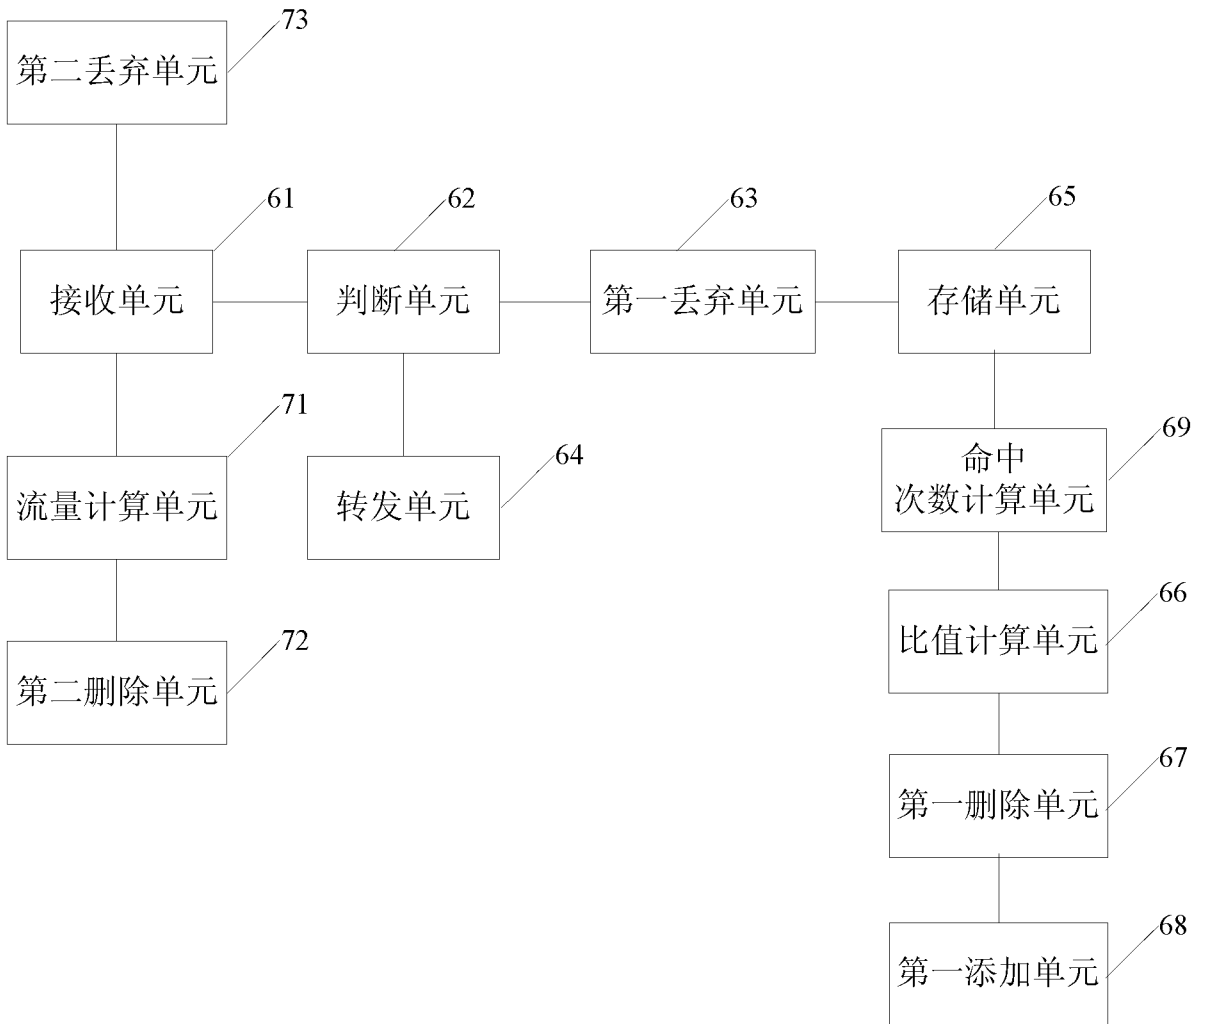 73
第二丢弃单元
61
62
63
65
接收单元
判断单元
第一丢弃单元
存储单元
71
69
命中
次数计算单元
64
流量计算单元
转发单元
66
比值计算单元
72
第二删除单元
67
第一删除单元
68
第一添加单元